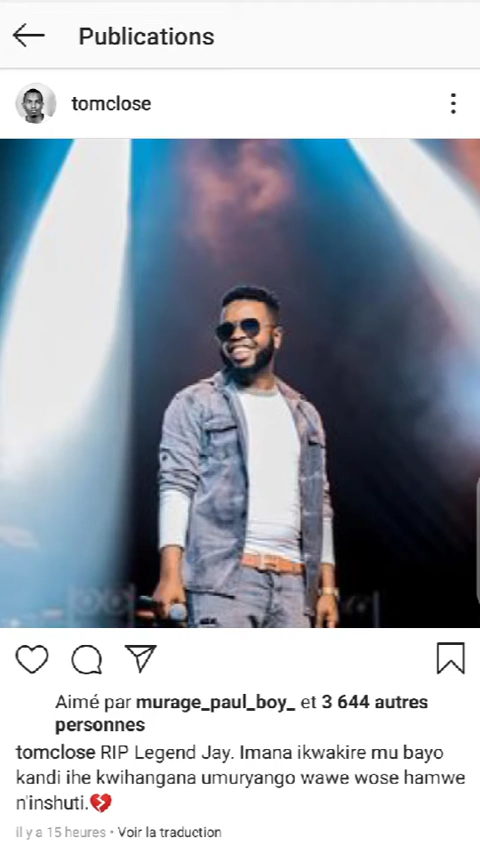 Publications
tomclose
Aimé par murage_paul_boy_ et 3 644 autres
personnes
tomclose RIP Legend Jay. Imana ikwakire mu bayo
kandi ihe kwihangana umuryango wawe wose hamwe
n'inshuti.💔
il y a 15 heures • Voir la traduction